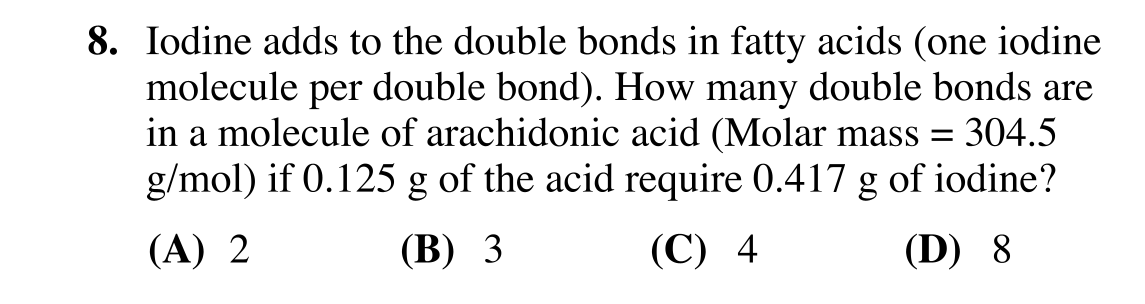 8. Iodine adds to the double bonds in fatty acids (one iodine
molecule per double bond). How many double bonds are
in a molecule of arachidonic acid (Molar mass = 304.5
g/mol) if 0.125 g of the acid require 0.417 g of iodine?
(A) 2 (B) 3 (C) 4 (D) 8